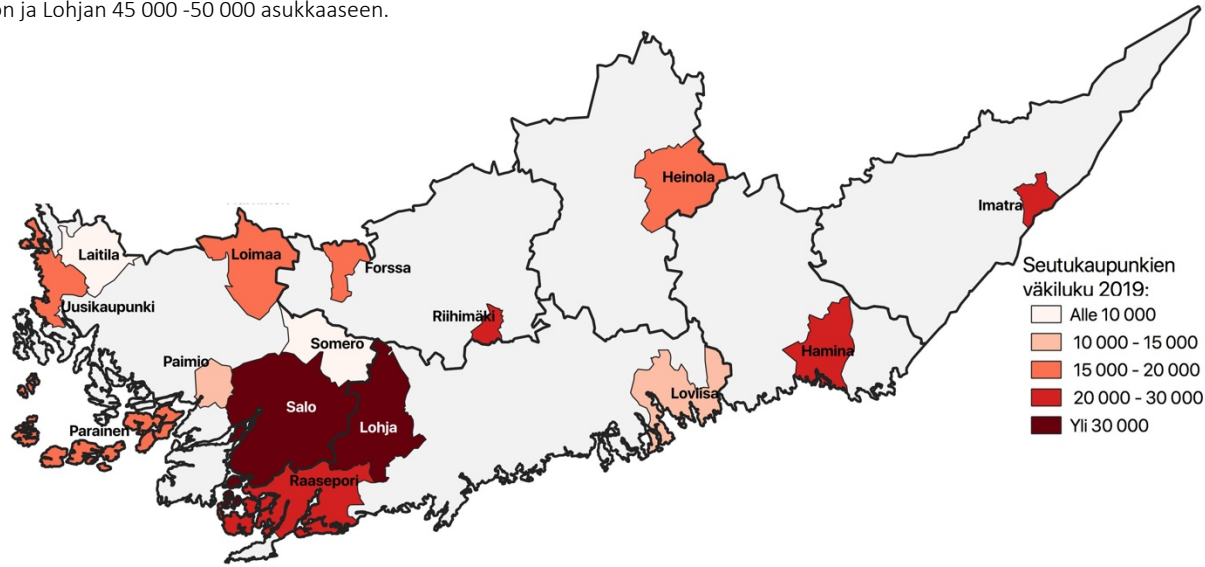 on ja Lohjan 45 000 -50 000 asukkaaseen.
Heinola
Imatra
Laitila
Loimaa
Forssa
Uusikaupunki
Riihimäki
Somero
Hamina
Paimio
Loviisa
Salo
Lohja
Parainen
Raasepori
Seutukaupunkien
väkiluku 2019:
Alle 10 000
10 000 - 15 000
15 000 - 20 000
20 000 - 30 000
Yli 30 000